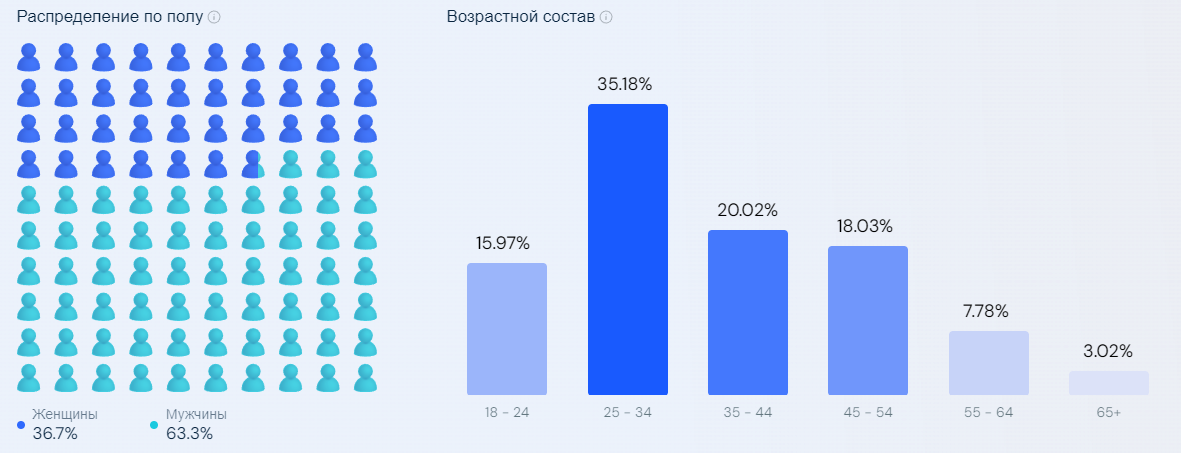 Распределение по полу
Женщины
36.7%
Мужчины
63.3%
Возрастной состав
15.97%
35.18%
20.02%
18.03%
7.78%
3.02%
18 - 24
25 - 34
35 - 44
45 - 54
55 - 64
65+